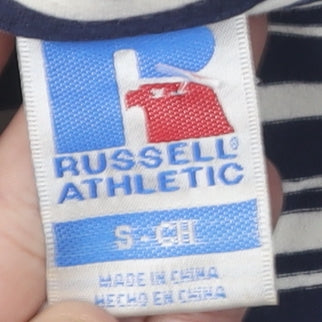 RUSSELL®
ATHLETIC
S - CH
MADE IN CHINA
HECHO EN CHINA